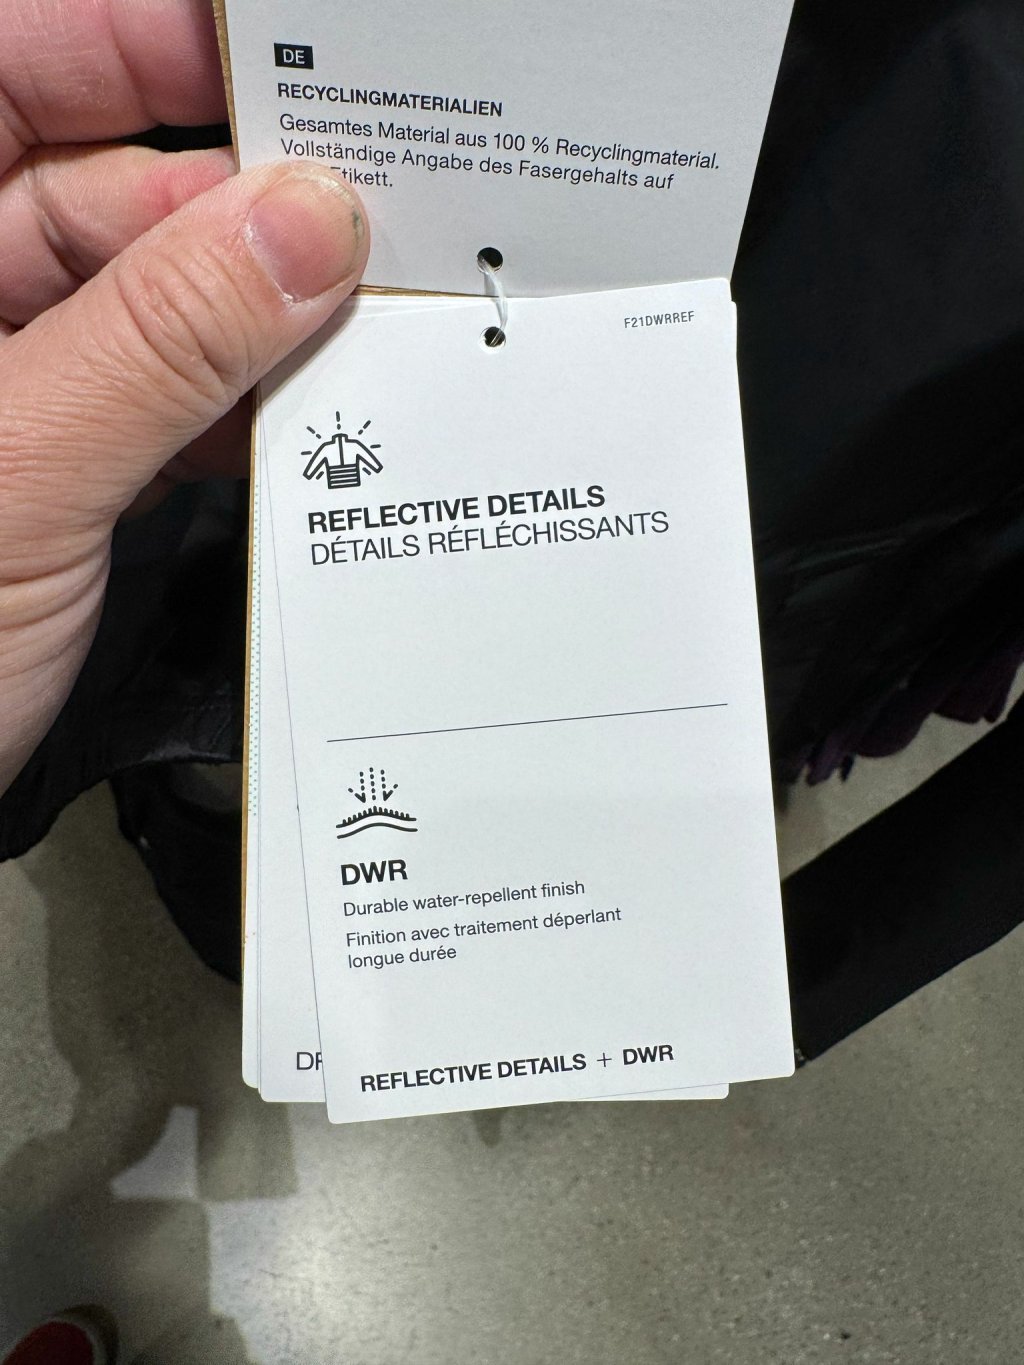 DE
RECYCLINGMATERIALIEN
Gesamtes Material aus 100 % Recyclingmaterial.
Vollständige Angabe des Fasergehalts auf
Etikett.
F21DWRREF
REFLECTIVE DETAILS
DÉTAILS RÉFLÉCHISSANTS
DWR
Durable water-repellent finish
Finition avec traitement déperlant
longue durée
REFLECTIVE DETAILS + DWR